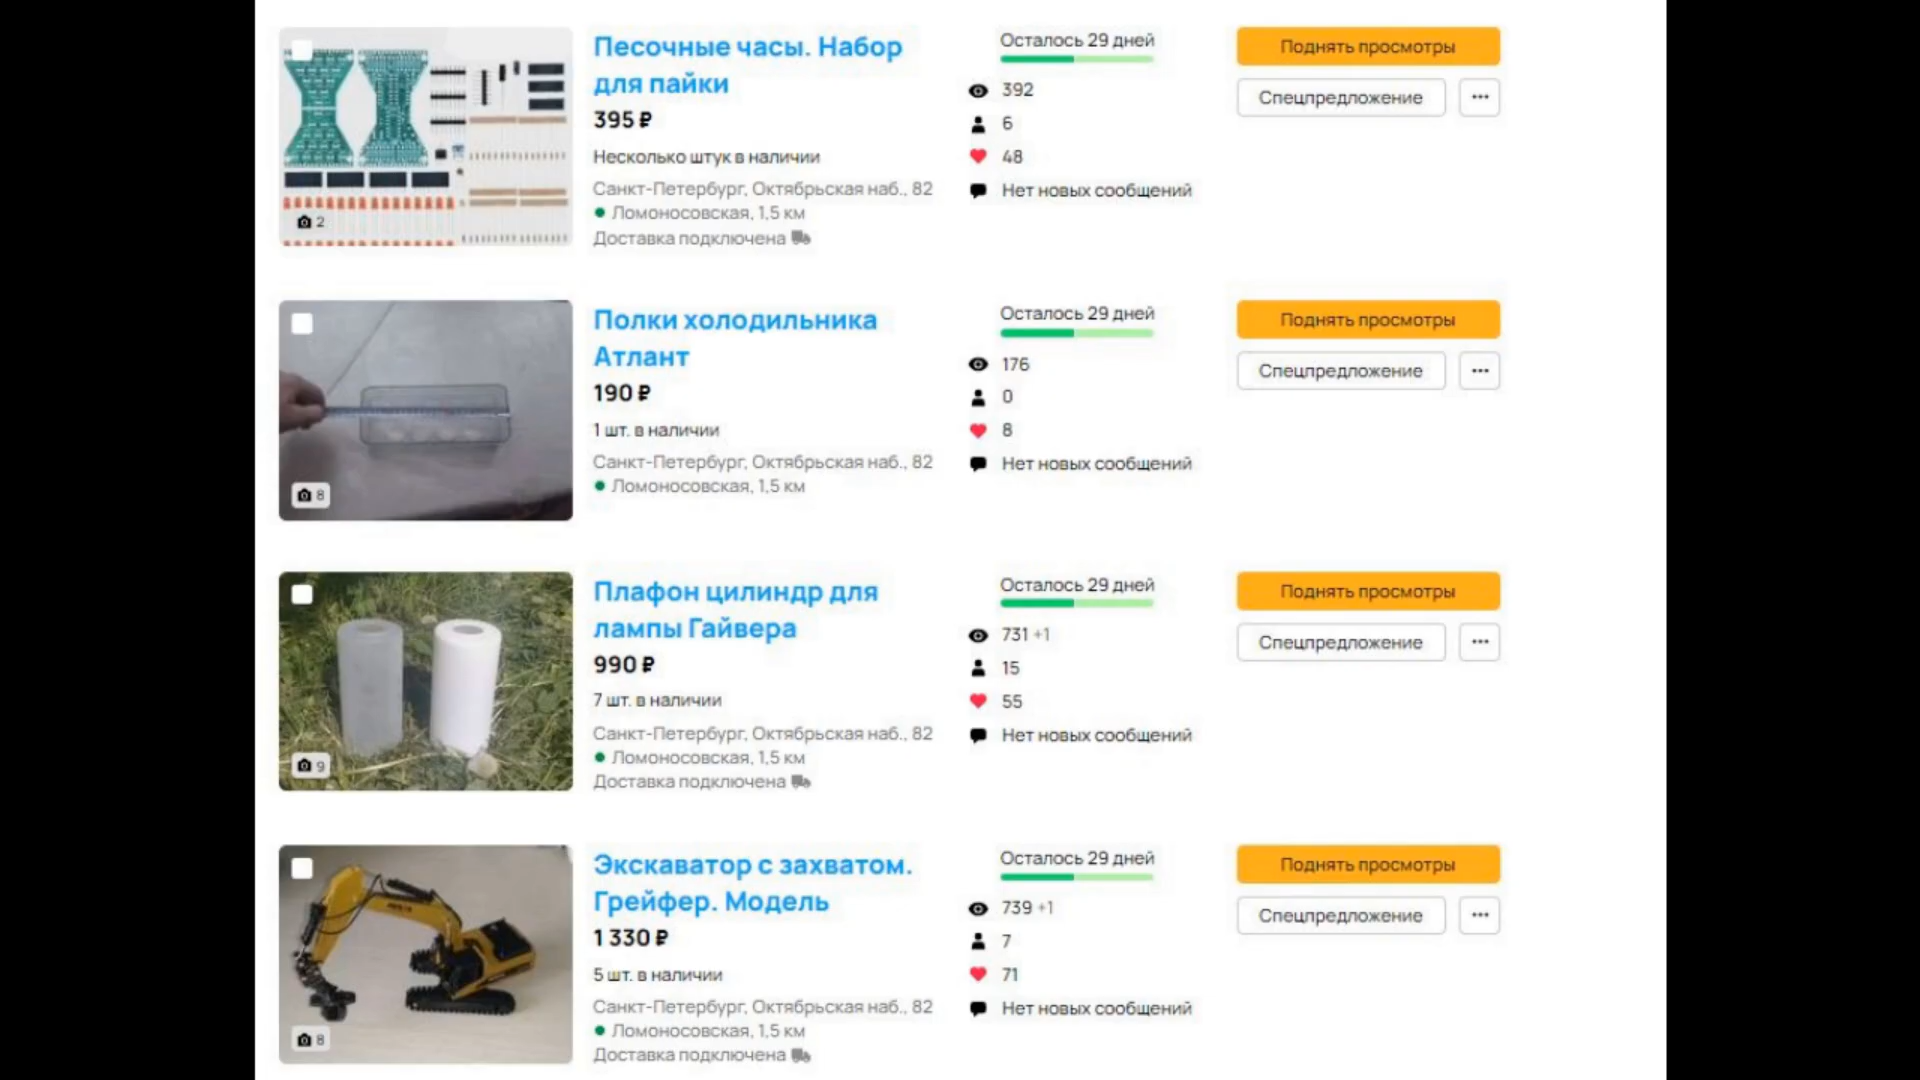 Песочные часы. Набор
для пайки
395 ₽
Несколько штук в наличии
Санкт-Петербург, Октябрьская наб., 82
Ломоносовская, 1,5 км
Доставка подключена
2
Осталось 29 дней
392
6
48
Нет новых сообщений
Поднять просмотры
Спецпредложение
Полки холодильника
Атлант
190 ₽
1 шт. в наличии
Санкт-Петербург, Октябрьская наб., 82
Ломоносовская, 1,5 км
8
Осталось 29 дней
176
0
8
Нет новых сообщений
Поднять просмотры
Спецпредложение
Плафон цилиндр для
лампы Гайвера
990 ₽
7 шт. в наличии
Санкт-Петербург, Октябрьская наб., 82
Ломоносовская, 1,5 км
Доставка подключена
9
Осталось 29 дней
731 +1
15
55
Нет новых сообщений
Поднять просмотры
Спецпредложение
Экскаватор с захватом.
Грейфер. Модель
1 330 ₽
5 шт. в наличии
Санкт-Петербург, Октябрьская наб., 82
Ломоносовская, 1,5 км
Доставка подключена
8
Осталось 29 дней
739 +1
7
71
Нет новых сообщений
Поднять просмотры
Спецпредложение